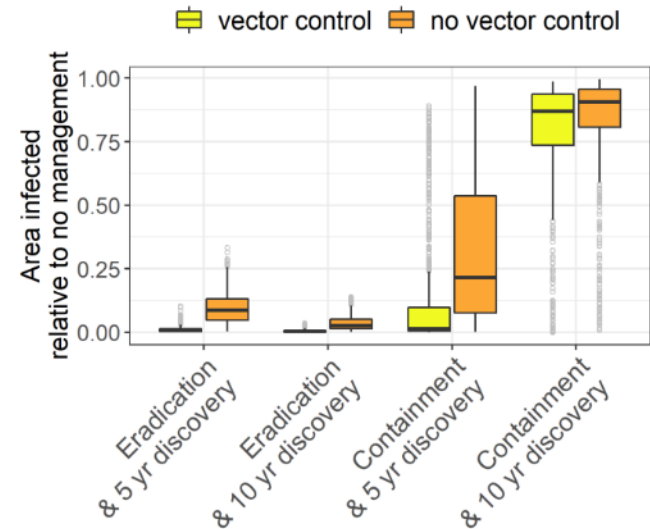 vector control no vector control
Area infected
relative to no management
1.00
0.75
0.50
0.25
0.00
Eradication
& 5 yr discovery
Eradication
& 10 yr discovery
Containment
& 5 yr discovery
Containment
& 10 yr discovery